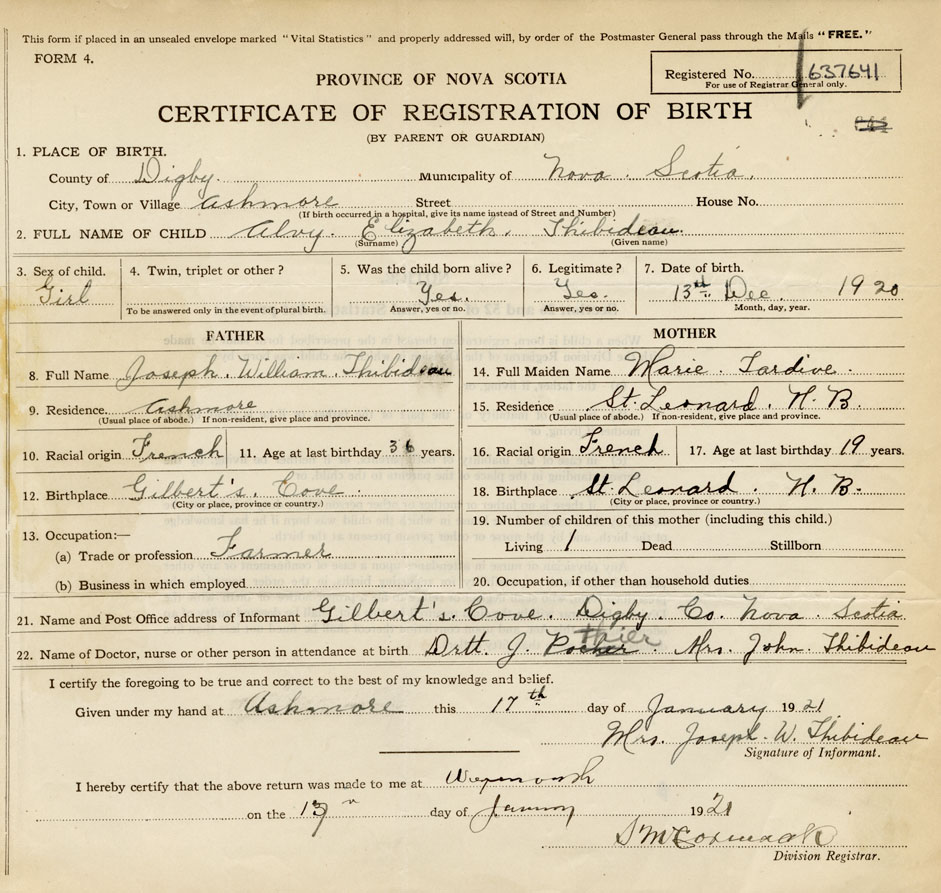 This form if placed in an unsealed envelope marked "Vital Statistics" and properly addressed will, by order of the Postmaster General pass through the Mails "FREE."
FORM 4.
PROVINCE OF NOVA SCOTIA
Registered No. 637641
For use of Registrar General only.
CERTIFICATE OF REGISTRATION OF BIRTH
(BY PARENT OR GUARDIAN)
1. PLACE OF BIRTH.
County of Digby. Municipality of Nova Scotia.
City, Town or Village Ashmore Street House No.
(If birth occurred in a hospital, give its name instead of Street and Number)
2. FULL NAME OF CHILD Alvy. Elizabeth. Thibideau.
(Surname) (Given name)
3. Sex of child. 4. Twin, triplet or other? 5. Was the child born alive? 6. Legitimate? 7. Date of birth.
Girl Yes. Yes. 13th Dec. 1920
To be answered only in the event of plural birth. Answer, yes or no. Answer, yes or no. Month, day, year.
FATHER MOTHER
8. Full Name Joseph. William. Thibideau 14. Full Maiden Name Marie. Tardive.
9. Residence. Ashmore 15. Residence St. Leonard. N. B.
(Usual place of abode.) If non-resident, give place and province. (Usual place of abode.) If non-resident, give place and province.
10. Racial origin French 11. Age at last birthday 36 years. 16. Racial origin French 17. Age at last birthday 19 years.
12. Birthplace Gilbert's. Cove. 18. Birthplace St. Leonard. N. B.
(City or place, province or country.) (City or place, province or country.)
13. Occupation:— 19. Number of children of this mother (including this child.)
(a) Trade or profession Farmer Living 1 Dead Stillborn
(b) Business in which employed 20. Occupation, if other than household duties
21. Name and Post Office address of Informant Gilbert's. Cove. Digby Co. Nova Scotia
22. Name of Doctor, nurse or other person in attendance at birth J. Mrs. John. Thibideau
I certify the foregoing to be true and correct to the best of my knowledge and belief.
Given under my hand at Ashmore this 17th day of January 1921
Mrs. Joseph. W. Thibideau
Signature of Informant.
I hereby certify that the above return was made to me at Weymouth
on the day of January 1921
Division Registrar.